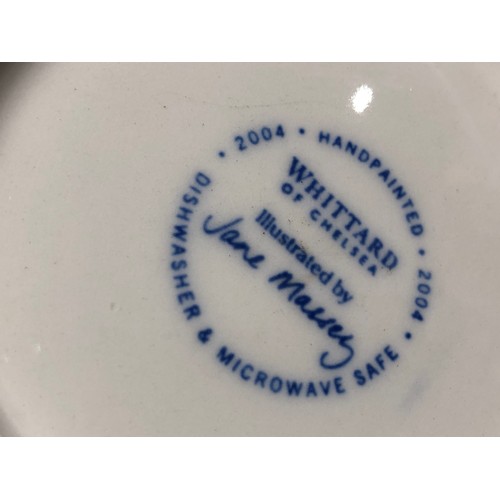 • 2004 • HANDPAINTED • 2004 •
DISHWASHER & MICROWAVE SAFE
WHITTARD
OF CHELSEA
Illustrated by
Jane Massey